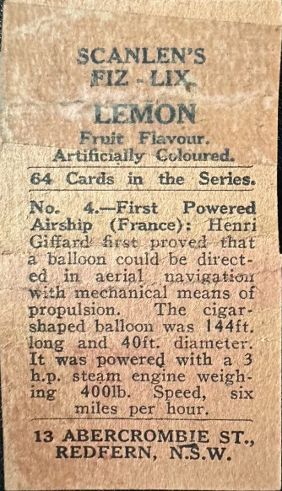 SCANLEN'S
FIZ - LIX
LEMON
Fruit Flavour.
Artificially Coloured.
64 Cards in the Series.
No. 4.—First Powered
Airship (France): Henri
Giffard first proved that
a balloon could be direct-
ed in aerial navigation
with mechanical means of
propulsion. The cigar-
shaped balloon was 144ft.
long and 40ft. diameter.
It was powered with a 3
h.p. steam engine weigh-
ing 400lb. Speed, six
miles per hour.
13 ABERCROMBIE ST.,
REDFERN, N.S.W.